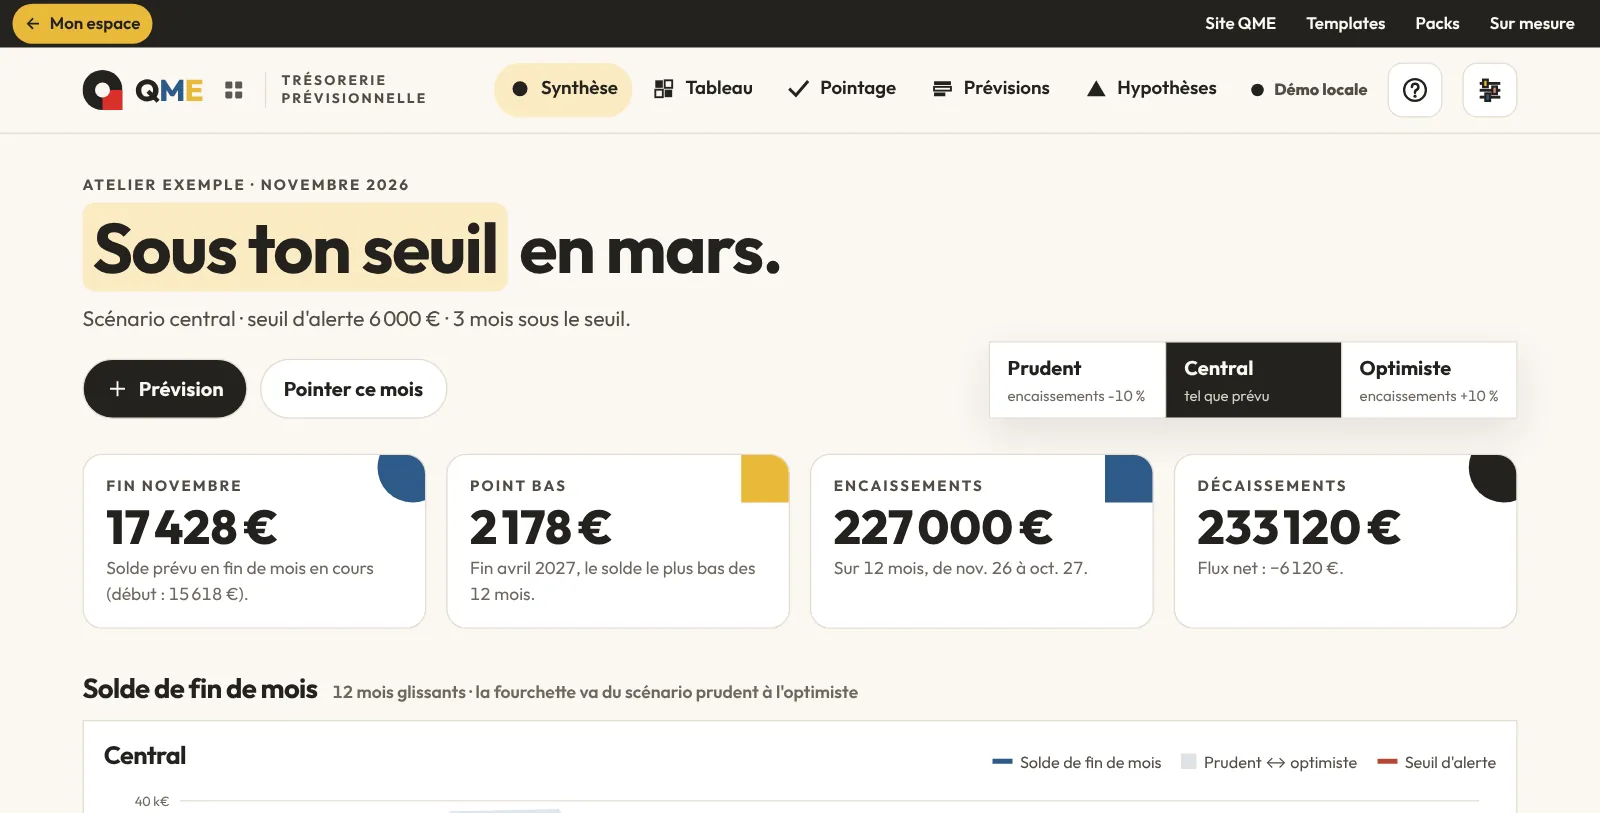 ← Mon espace
Site QME
Templates
Packs
Sur mesure
QME
TRÉSORERIE
PRÉVISIONNELLE
Synthèse
Tableau
Pointage
Prévisions
Hypothèses
Démo locale
ATELIER EXEMPLE · NOVEMBRE 2026
Sous ton seuil en mars.
Scénario central · seuil d'alerte 6 000 € · 3 mois sous le seuil.
+ Prévision
Pointer ce mois
Prudent
encaissements -10 %
Central
tel que prévu
Optimiste
encaissements +10 %
FIN NOVEMBRE
17 428 €
Solde prévu en fin de mois en cours
(début : 15 618 €).
POINT BAS
2 178 €
Fin avril 2027, le solde le plus bas des
12 mois.
ENCAISSEMENTS
227 000 €
Sur 12 mois, de nov. 26 à oct. 27.
DÉCAISSEMENTS
233 120 €
Flux net : −6 120 €.
Solde de fin de mois
12 mois glissants · la fourchette va du scénario prudent à l'optimiste
Central
Solde de fin de mois
Prudent ↔ optimiste
Seuil d'alerte
40 k€